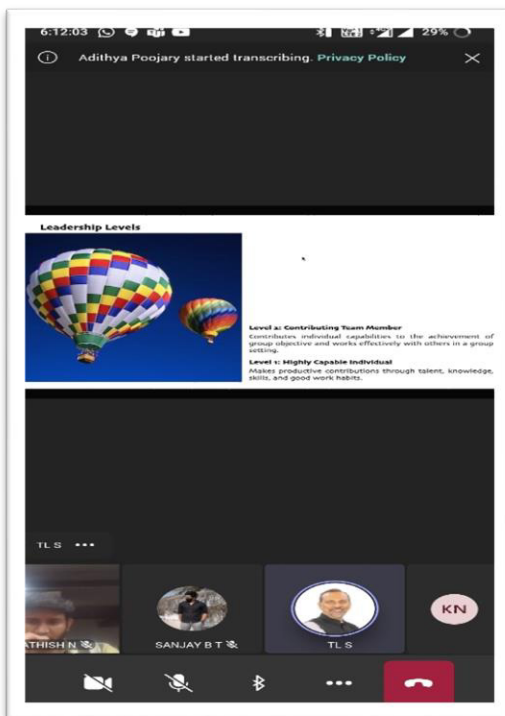 6:12:03 29%
Adithya Poojary started transcribing. Privacy Policy
Leadership Levels
Level 2: Contributing Team Member
Contributes individual capabilities to the achievement of
group objective and works effectively with others in a group
setting.
Level 1: Highly Capable Individual
Makes productive contributions through talent, knowledge,
skills, and good work habits.
TL S
ATHISH N
SANJAY B T
TL S
KN